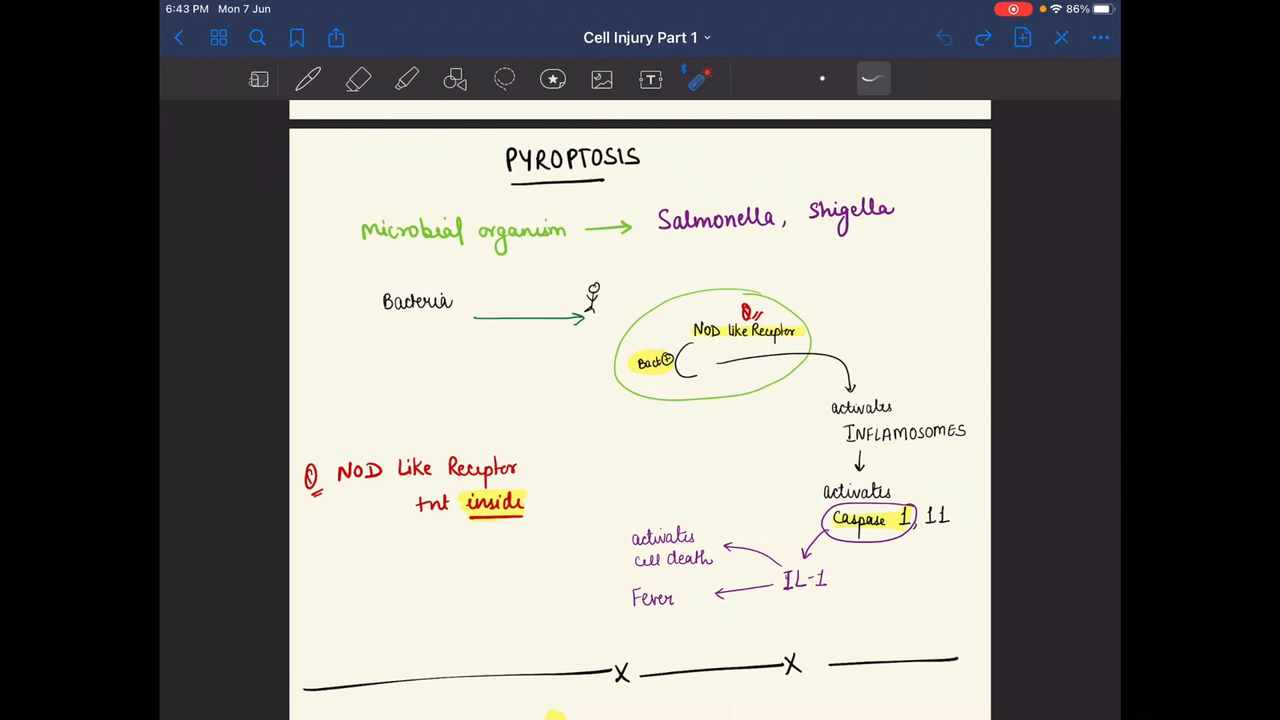 6:43 PM Mon 7 Jun
86%
Cell Injury Part 1
PYROPTOSIS
Microbial organism → Salmonella, Shigella
Bacteria
Q
NOD like Receptor
Bact +
activates
INFLAMOSOMES
Q NOD Like Receptor
tnt inside
activates
Caspase 1, 11
activates
cell death
IL-1
Fever
X X